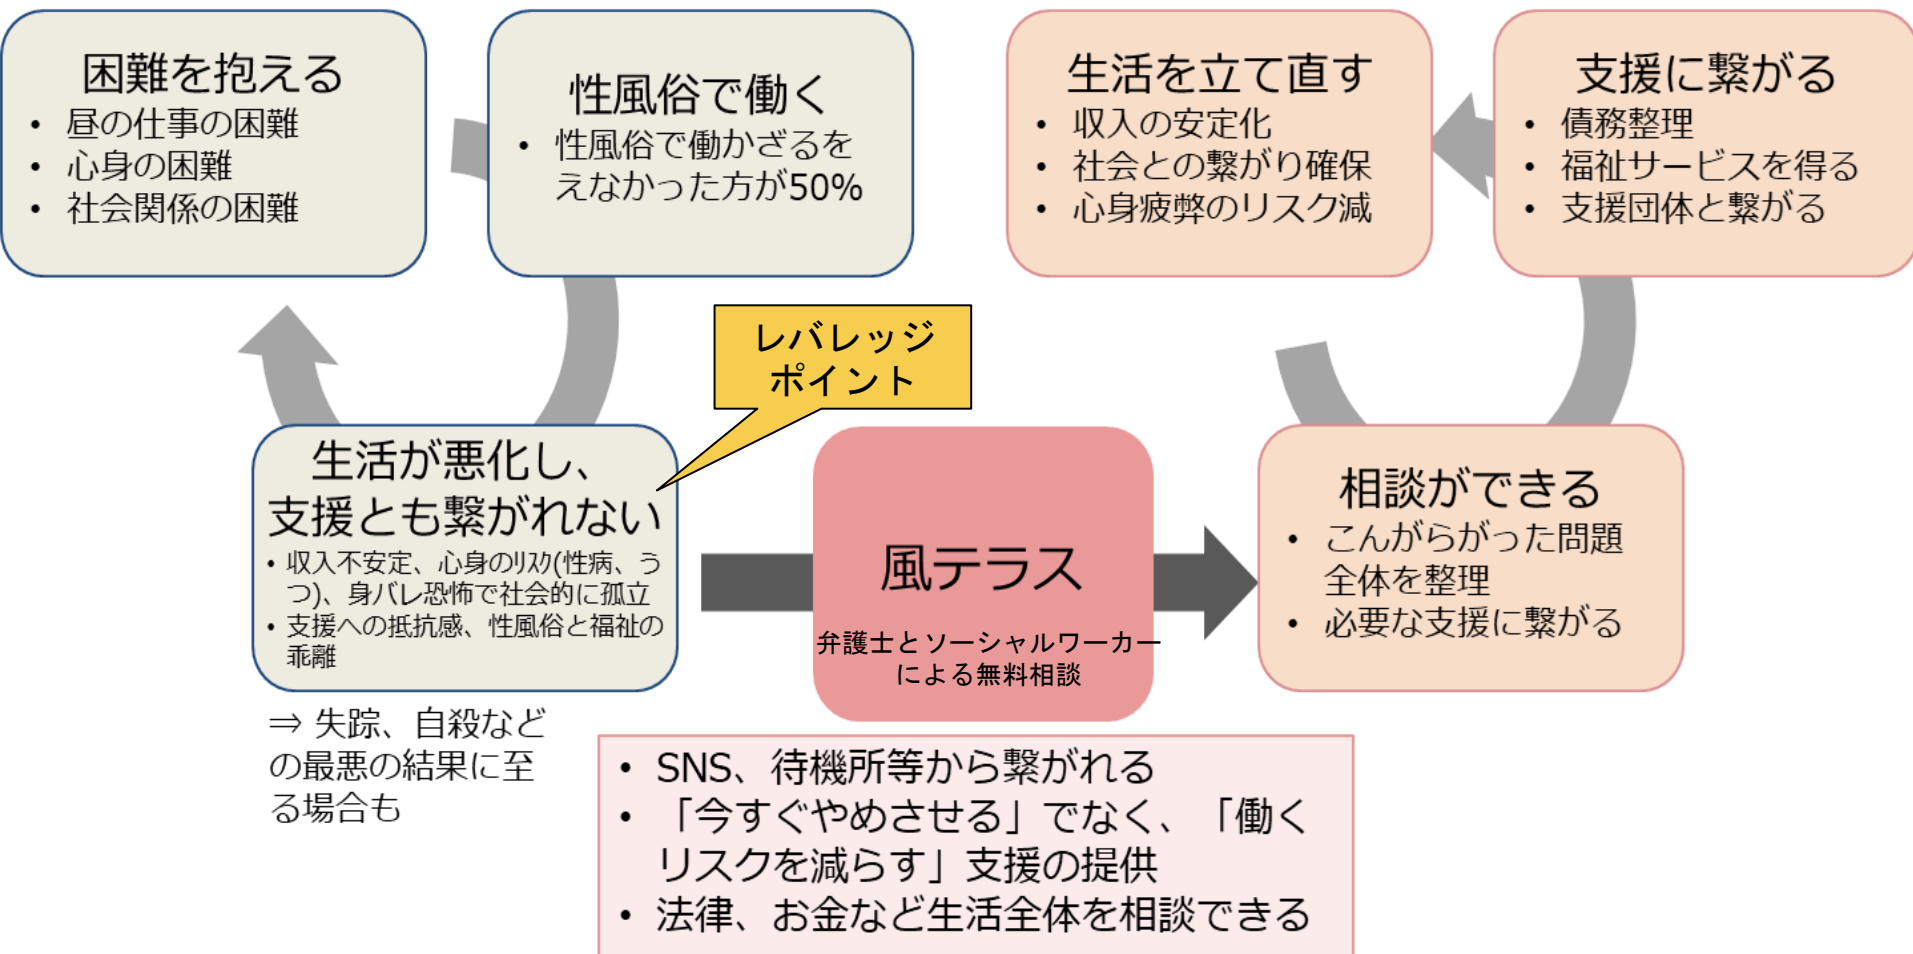 困難を抱える
• 昼の仕事の困難
• 心身の困難
• 社会関係の困難
性風俗で働く
• 性風俗で働かざるを
えなかった方が50%
生活を立て直す
• 収入の安定化
• 社会との繋がり確保
• 心身疲弊のリスク減
支援に繋がる
• 債務整理
• 福祉サービスを得る
• 支援団体と繋がる
レバレッジ
ポイント
生活が悪化し、
支援とも繋がれない
• 収入不安定、心身のﾘｽｸ(性病、う
つ)、身バレ恐怖で社会的に孤立
• 支援への抵抗感、性風俗と福祉の
乖離
⇒ 失踪、自殺など
の最悪の結果に至
る場合も
風テラス
弁護士とソーシャルワーカー
による無料相談
相談ができる
• こんがらがった問題
全体を整理
• 必要な支援に繋がる
• SNS、待機所等から繋がれる
• 「今すぐやめさせる」でなく、「働く
リスクを減らす」支援の提供
• 法律、お金など生活全体を相談できる